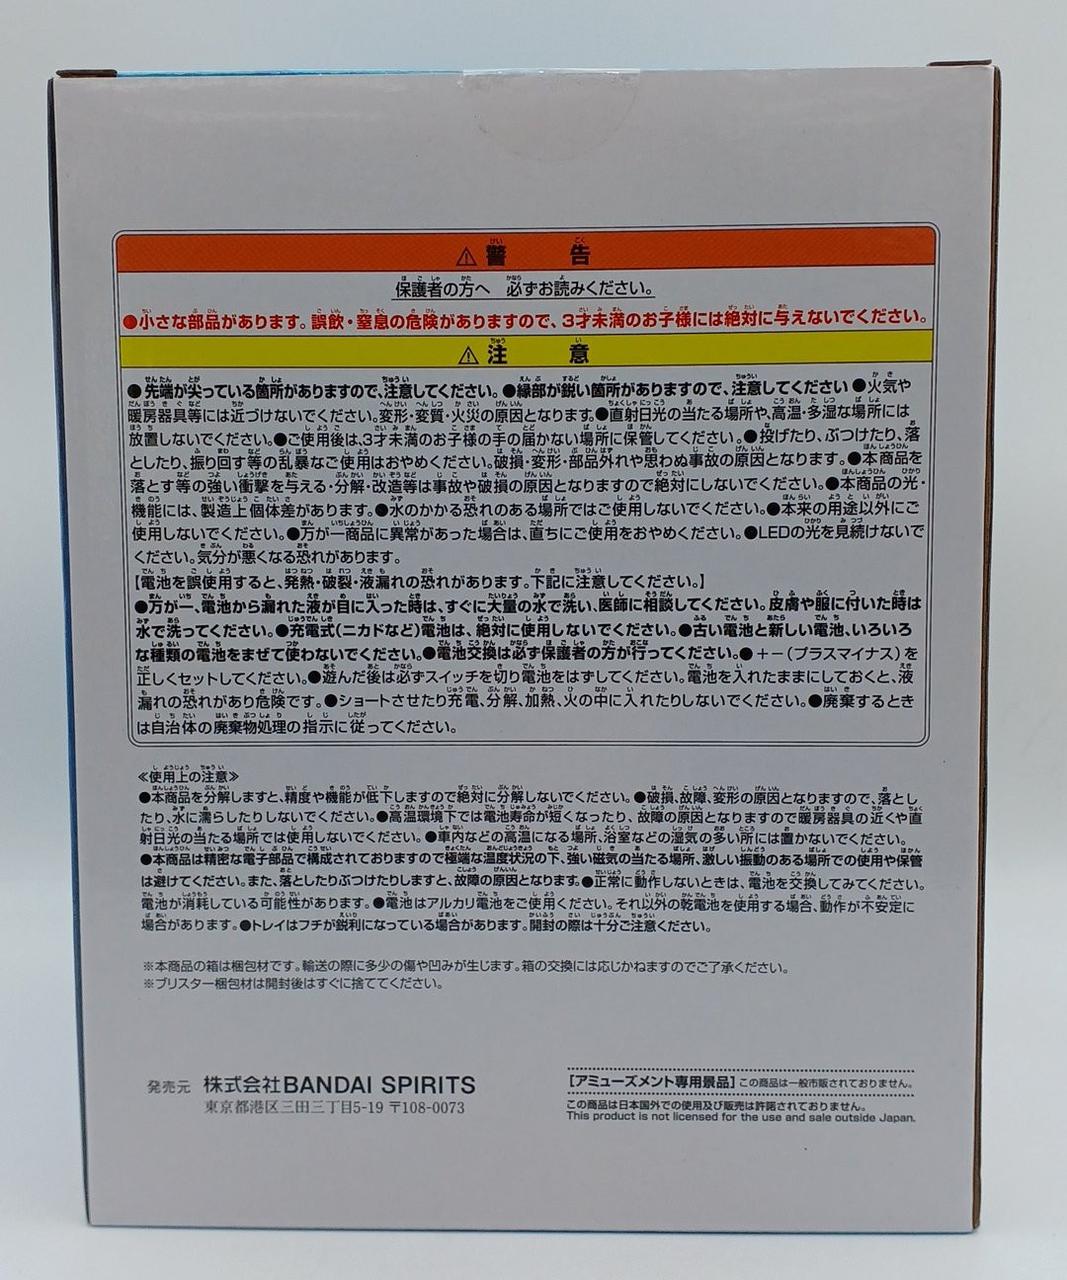 ⚠警告
保護者の方へ 必ずお読みください。
●小さな部品があります。誤飲・窒息の危険がありますので、3才未満のお子様には絶対に与えないでください。
⚠注意
●先端が尖っている箇所がありますので、注意してください。●縁部が鋭い箇所がありますので、注意してください●火気や
暖房器具等には近づけないでください。変形・変質・火災の原因となります。●直射日光の当たる場所や、高温・多湿な場所には
放置しないでください。●ご使用後は、3才未満のお子様の手の届かない場所に保管してください。●投げたり、ぶつけたり、落
としたり、振り回す等の乱暴なご使用はおやめください。破損・変形・部品外れや思わぬ事故の原因となります。●本商品を
落とす等の強い衝撃を与える・分解・改造等は事故や破損の原因となりますので絶対にしないでください。●本商品の光・
機能には、製造上個体差があります。●水のかかる恐れのある場所ではご使用しないでください。●本来の用途以外にご
使用しないでください。●万が一商品に異常があった場合は、直ちにご使用をおやめください。●LEDの光を見続けないで
ください。気分が悪くなる恐れがあります。
【電池を誤使用すると、発熱・破裂・液漏れの恐れがあります。下記に注意してください。】
●万が一、電池から漏れた液が目に入った時は、すぐに大量の水で洗い、医師に相談してください。皮膚や服に付いた時は
水で洗ってください。●充電式(ニカドなど)電池は、絶対に使用しないでください。●古い電池と新しい電池、いろいろ
な種類の電池をまぜて使わないでください。●電池交換は必ず保護者の方が行ってください。●+-(プラスマイナス)を
正しくセットしてください。●遊んだ後は必ずスイッチを切り電池をはずしてください。電池を入れたままにしておくと、液
漏れの恐れがあり危険です。●ショートさせたり充電、分解、加熱、火の中に入れたりしないでください。●廃棄するとき
は自治体の廃棄物処理の指示に従ってください。
≪使用上の注意≫
●本商品を分解しますと、精度や機能が低下しますので絶対に分解しないでください。●破損、故障、変形の原因となりますので、落とし
たり、水に濡らしたりしないでください。●高温環境下では電池寿命が短くなったり、故障の原因となりますので暖房器具の近くや直
射日光の当たる場所では使用しないでください。●車内などの高温になる場所、浴室などの湿気の多い所には置かないでください。
●本商品は精密な電子部品で構成されておりますので極端な温度状況の下、強い磁気の当たる場所、激しい振動のある場所での使用や保管
は避けてください。また、落としたりぶつけたりしますと、故障の原因となります。●正常に動作しないときは、電池を交換してみてください。
電池が消耗している可能性があります。●電池はアルカリ電池をご使用ください。それ以外の乾電池を使用する場合、動作が不安定に
場合があります。●トレイはフチが鋭利になっている場合があります。開封の際は十分ご注意ください。
※本商品の箱は梱包材です。輸送の際に多少の傷や凹みが生じます。箱の交換には応じかねますのでご了承ください。
※ブリスター梱包材は開封後はすぐに捨ててください。
発売元 株式会社BANDAI SPIRITS
東京都港区三田三丁目5-19 〒108-0073
【アミューズメント専用景品】この商品は一般市販されておりません。
この商品は日本国外での使用及び販売は許諾されておりません。
This product is not licensed for the use and sale outside Japan.